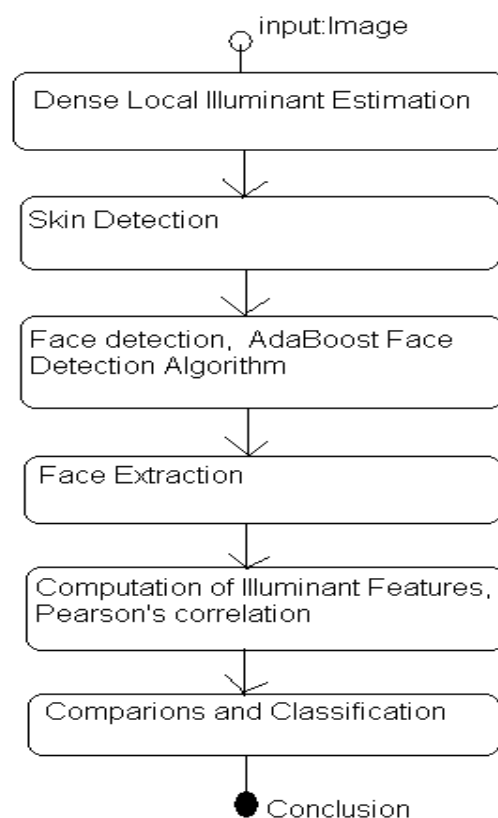 input:Image
Dense Local Illuminant Estimation
Skin Detection
Face detection, AdaBoost Face
Detection Algorithm
Face Extraction
Computation of Illuminant Features,
Pearson's correlation
Comparions and Classification
Conclusion